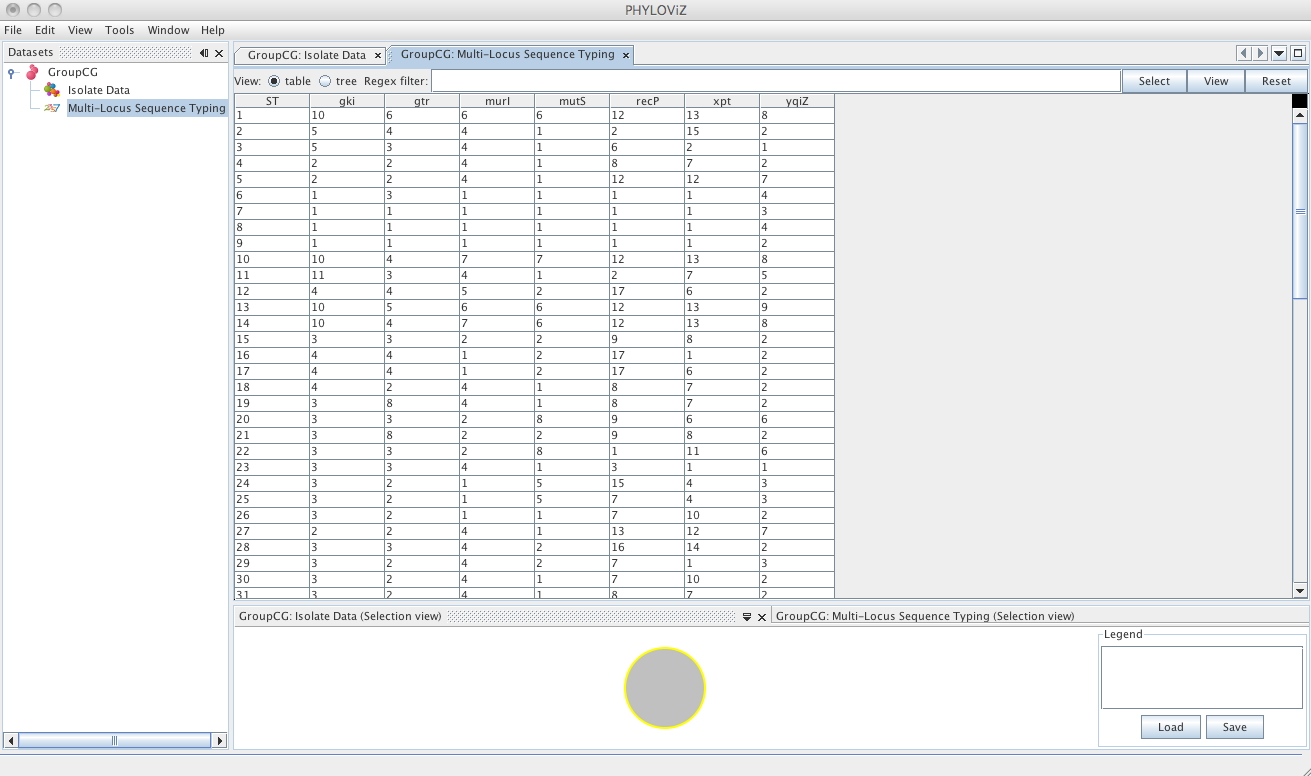 PHYLOViZ
File Edit View Tools Window Help
Datasets
GroupCG
Isolate Data
Multi-Locus Sequence Typing
GroupCG: Isolate Data GroupCG: Multi-Locus Sequence Typing
View: table tree Regex filter: Select View Reset
ST gki gtr murI mutS recP xpt yqiZ
1 10 6 6 6 12 13 8
2 5 4 4 1 2 15 2
3 5 3 4 1 6 2 1
4 2 2 4 1 8 7 2
5 2 2 4 1 12 12 7
6 1 3 1 1 1 1 4
7 1 1 1 1 1 1 3
8 1 1 1 1 1 1 4
9 1 1 1 1 1 1 2
10 10 4 7 7 12 13 8
11 11 3 4 1 2 7 5
12 4 4 5 2 17 6 2
13 10 5 6 6 12 13 9
14 10 4 7 6 12 13 8
15 3 3 2 2 9 8 2
16 4 4 1 2 17 1 2
17 4 4 1 2 17 6 2
18 4 2 4 1 8 7 2
19 3 8 4 1 8 7 2
20 3 3 2 8 9 6 6
21 3 8 2 2 9 8 2
22 3 3 2 8 1 11 6
23 3 3 4 1 3 1 1
24 3 2 1 5 15 4 3
25 3 2 1 5 7 4 3
26 3 2 1 1 7 10 2
27 2 2 4 1 13 12 7
28 3 3 4 2 16 14 2
29 3 2 4 2 7 1 3
30 3 2 4 1 7 10 2
31 3 2 4 1 8 7 2
GroupCG: Isolate Data (Selection view) GroupCG: Multi-Locus Sequence Typing (Selection view)
Legend
Load Save